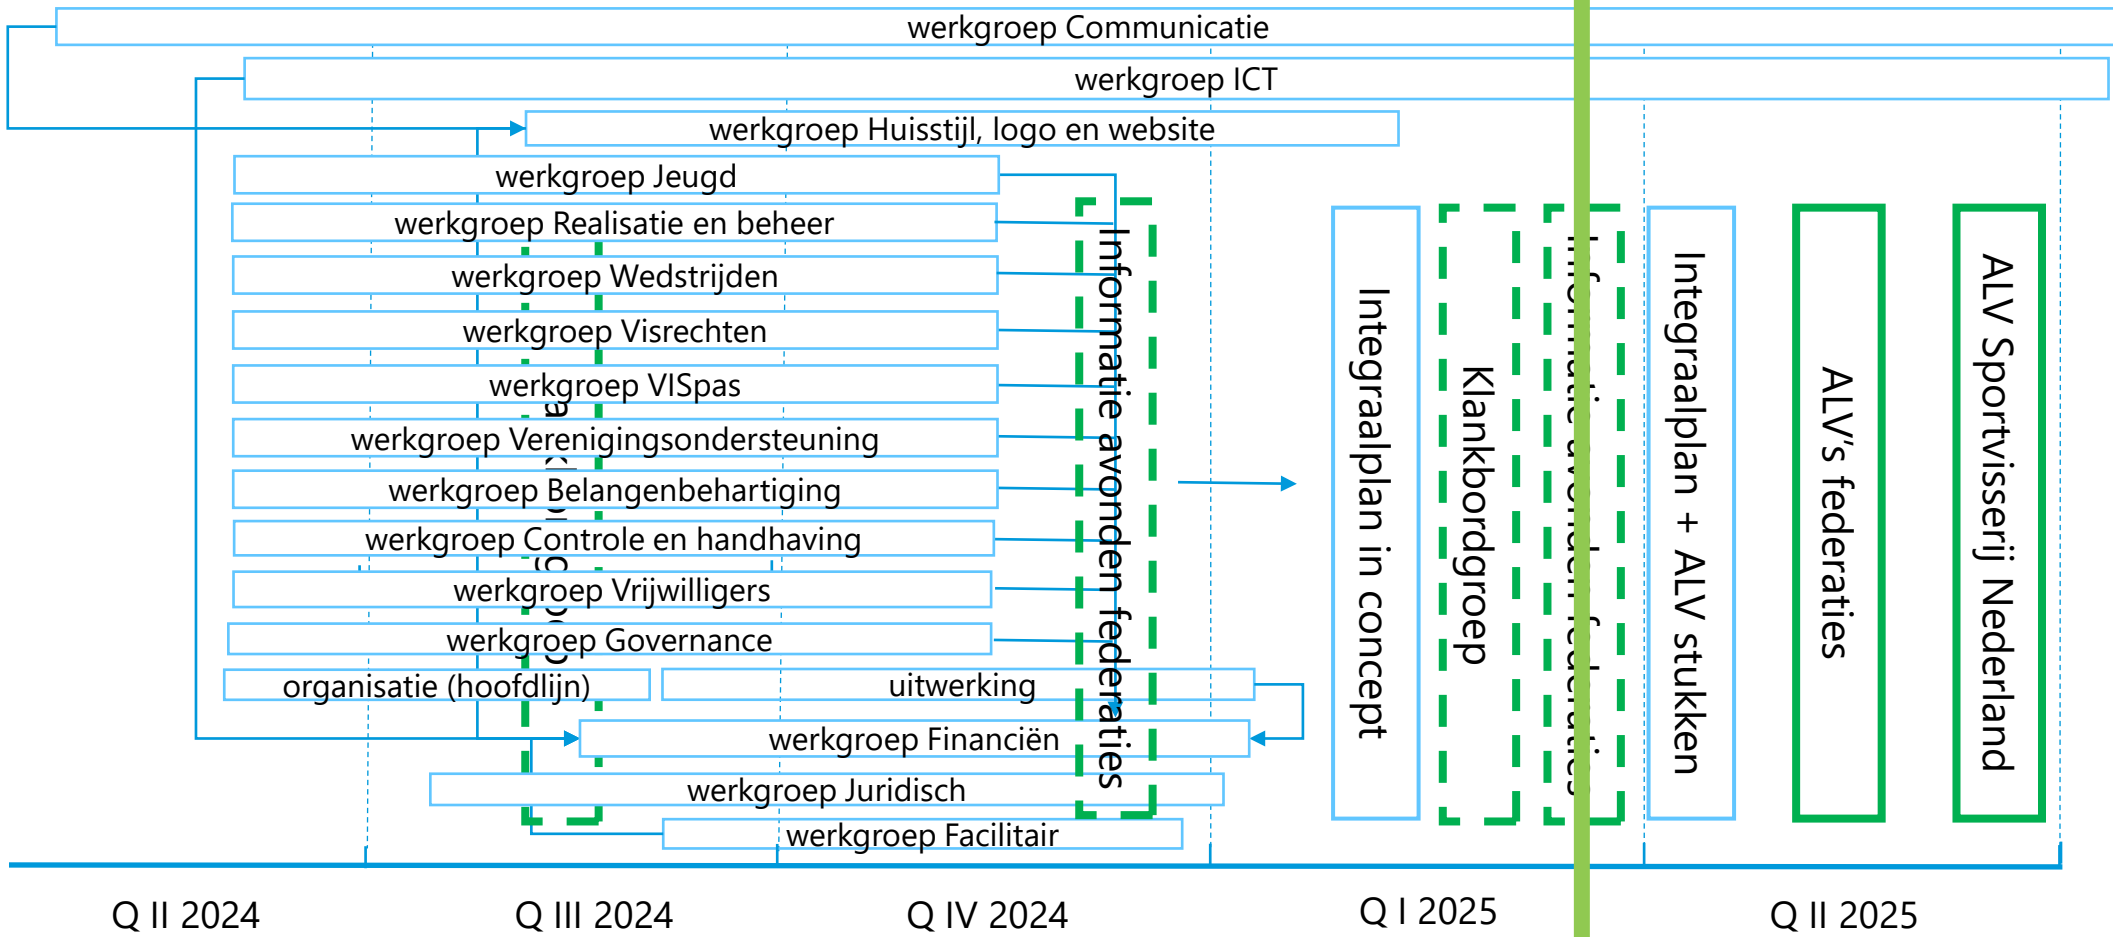 werkgroep Communicatie
werkgroep ICT
werkgroep Huisstijl, logo en website
werkgroep Jeugd
werkgroep Realisatie en beheer
werkgroep Wedstrijden
werkgroep Visrechten
werkgroep VISpas
werkgroep Verenigingsondersteuning
werkgroep Belangenbehartiging
werkgroep Controle en handhaving
werkgroep Vrijwilligers
werkgroep Governance
organisatie (hoofdlijn)
uitwerking
werkgroep Financiën
werkgroep Juridisch
werkgroep Facilitair
Informatie avonden federaties
Integraalplan in concept
Klankbordgroep
Informatie avonden federaties
Integraalplan + ALV stukken
ALV's federaties
ALV Sportvisserij Nederland
Q II 2024
Q III 2024
Q IV 2024
Q I 2025
Q II 2025